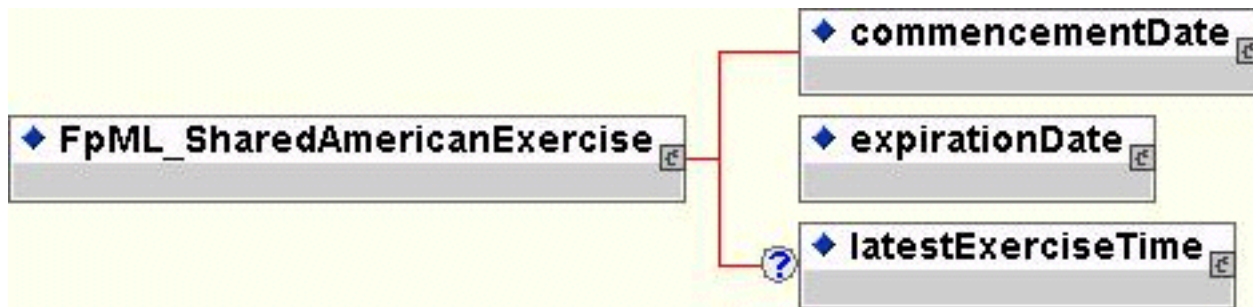 commencementDate
FpML_SharedAmericanExercise
expirationDate
? latestExerciseTime